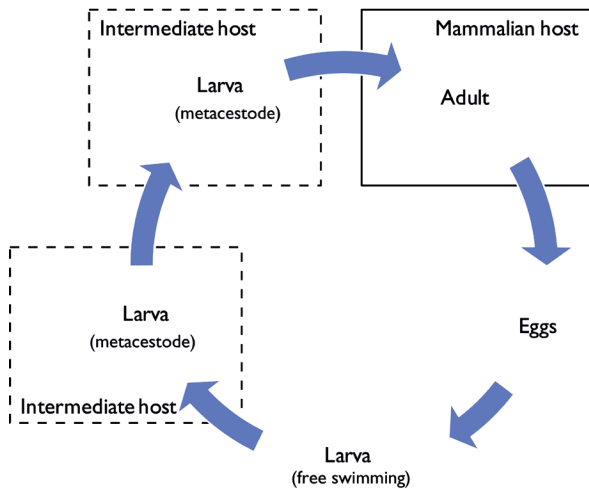 Intermediate host
Larva
(metacestode)
Mammalian host
Adult
Eggs
Larva
(free swimming)
Larva
(metacestode)
Intermediate host